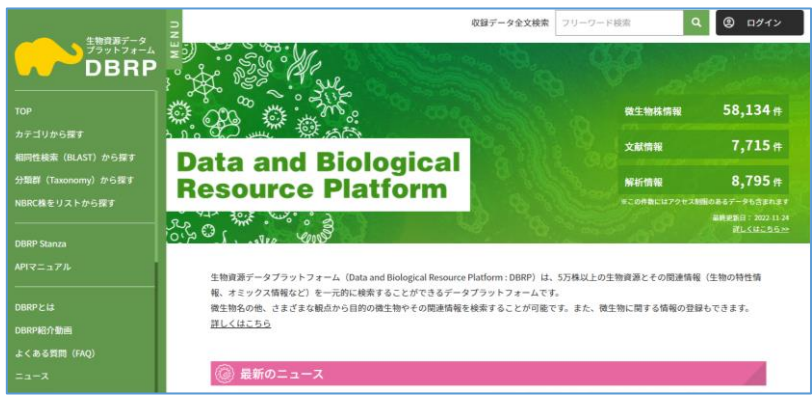 生物資源データ
プラットフォーム
DBRP
MENU
収録データ全文検索
フリーワード検索
ログイン
TOP
カテゴリから探す
相同性検索（BLAST）から探す
分類群（Taxonomy）から探す
NBRC株をリストから探す
DBRP Stanza
APIマニュアル
DBRPとは
DBRP紹介動画
よくある質問（FAQ）
ニュース
Data and Biological
Resource Platform
微生物株情報 58,134 件
文献情報 7,715 件
解析情報 8,795 件
※この件数にはアクセス制限のあるデータも含まれます
最終更新日：2022-11-24
詳しくはこちら>>
生物資源データプラットフォーム（Data and Biological Resource Platform : DBRP）は、5万株以上の生物資源とその関連情報（生物の特性情
報、オミックス情報など）を一元的に検索することができるデータプラットフォームです。
微生物名の他、さまざまな観点から目的の微生物やその関連情報を検索することが可能です。また、微生物に関する情報の登録もできます。
詳しくはこちら
最新のニュース